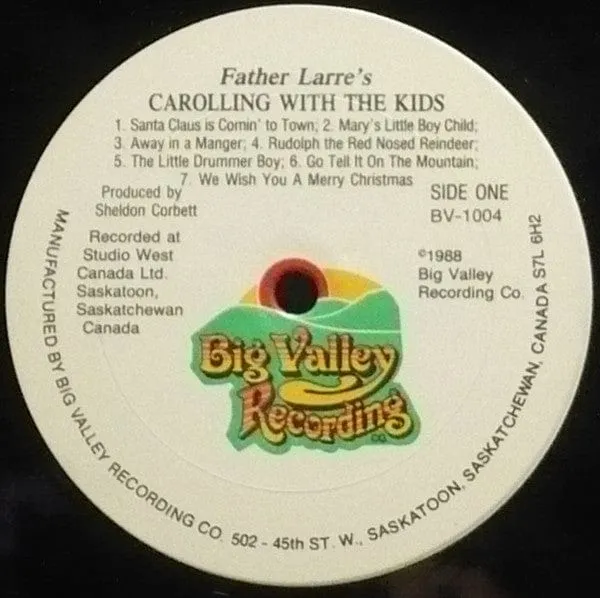 Father Larre's
CAROLLING WITH THE KIDS
1. Santa Claus is Comin' to Town; 2. Mary's Little Boy Child;
3. Away in a Manger; 4. Rudolph the Red Nosed Reindeer;
5. The Little Drummer Boy; 6. Go Tell It On The Mountain;
7. We Wish You A Merry Christmas
Produced by
Sheldon Corbett
SIDE ONE
BV-1004
Recorded at
Studio West
Canada Ltd.
Saskatoon,
Saskatchewan
Canada
©1988
Big Valley
Recording Co.
Big Valley
Recording
MANUFACTURED BY BIG VALLEY RECORDING CO. 502 - 45th ST. W., SASKATOON, SASKATCHEWAN, CANADA S7L 6H2